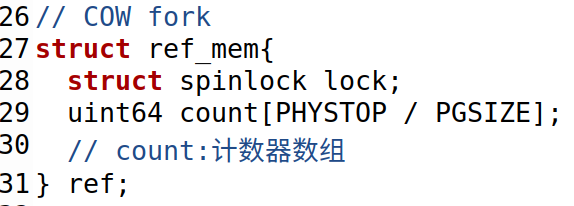 26 // COW fork
27 struct ref_mem{
28   struct spinlock lock;
29   uint64 count[PHYSTOP / PGSIZE];
30   // count:计数器数组
31 } ref;